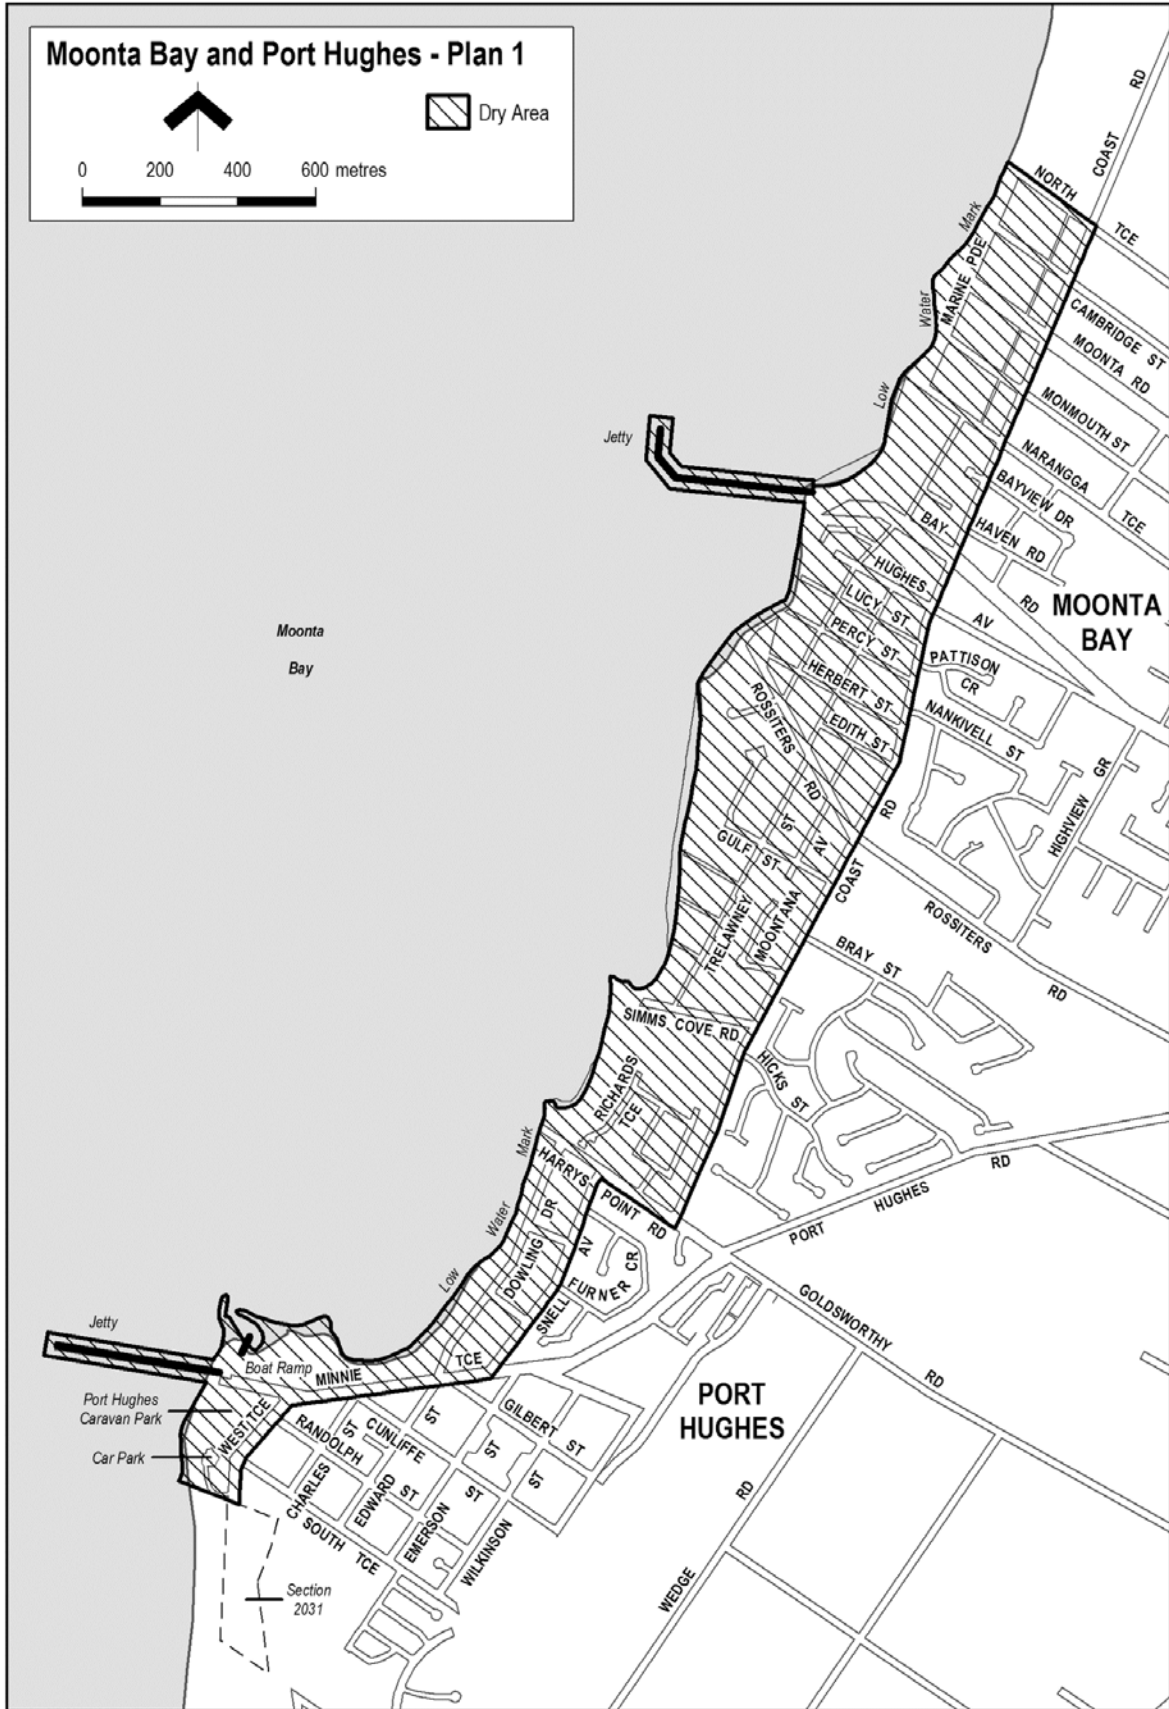 Moonta Bay and Port Hughes - Plan 1
Dry Area
0 200 400 600 metres
NORTH
TCE
COAST
RD
CAMBRIDGE ST
MOONTA RD
MONMOUTH ST
NARANGGA
TCE
BAYVIEW DR
HAVEN RD
MARINE PDE
Mark
Water
Low
Jetty
BAY
RD
HUGHES
AV
LUCY ST
PERCY ST
HERBERT ST
EDITH ST
MOONTA
BAY
PATTISON
CR
NANKIVELL ST
HIGHVIEW GR
Moonta
Bay
ROSSITERS
RD
GULF ST
ST
AV
TRELAWNEY
MOONTANA
COAST
RD
ROSSITERS
RD
BRAY ST
SIMMS COVE RD
HICKS ST
RICHARDS
TCE
HARRYS
POINT RD
PORT
HUGHES
RD
Mark
Water
Low
DOWLING
DR
SNELL
AV
FURNER CR
GOLDSWORTHY
RD
Jetty
Boat Ramp
MINNIE
TCE
Port Hughes
Caravan Park
Car Park
WEST TCE
RANDOLPH
ST
CUNLIFFE
ST
GILBERT ST
ST
ST
CHARLES
EDWARD
ST
EMERSON
ST
WILKINSON
SOUTH TCE
PORT
HUGHES
WEDGE
RD
Section
2031